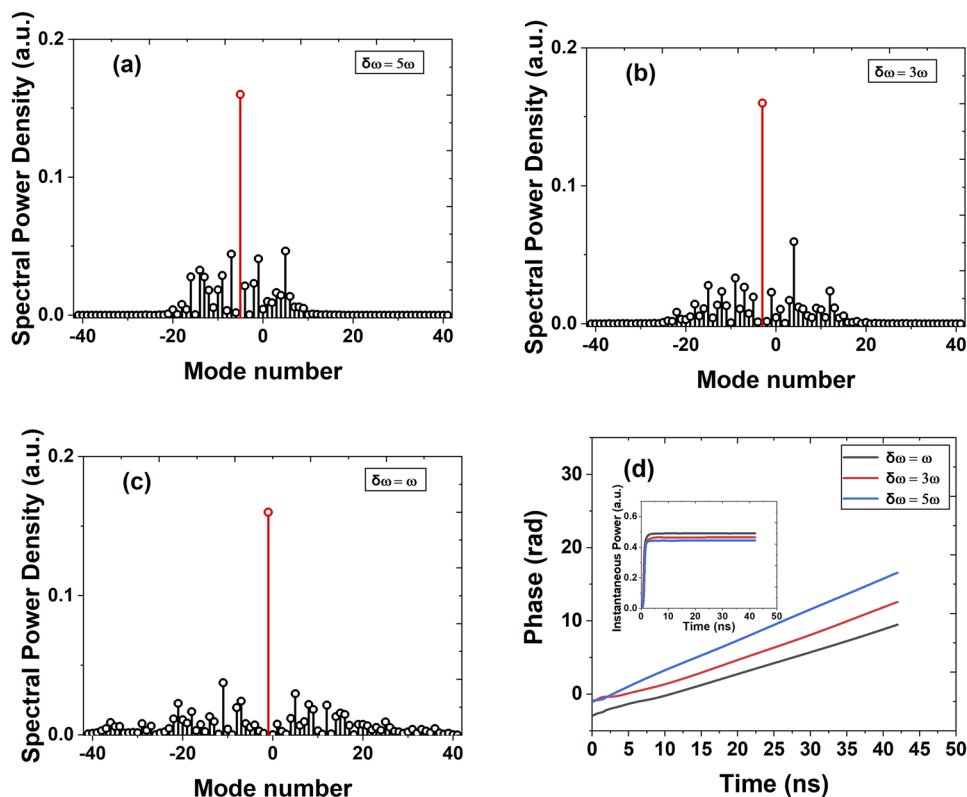 (a)
δω = 5ω
Spectral Power Density (a.u.)
0.2
0.1
0.0
-40 -20 0 20 40
Mode number
(b)
δω = 3ω
Spectral Power Density (a.u.)
0.2
0.1
0.0
-40 -20 0 20 40
Mode number
(c)
δω = ω
Spectral Power Density (a.u.)
0.2
0.1
0.0
-40 -20 0 20 40
Mode number
(d)
δω = ω
δω = 3ω
δω = 5ω
Phase (rad)
30
20
10
0
0 5 10 15 20 25 30 35 40 45 50
Time (ns)
Instantaneous Power (a.u.)
0.6
0.4
0.2
0.0
0 10 20 30 40 50
Time (ns)